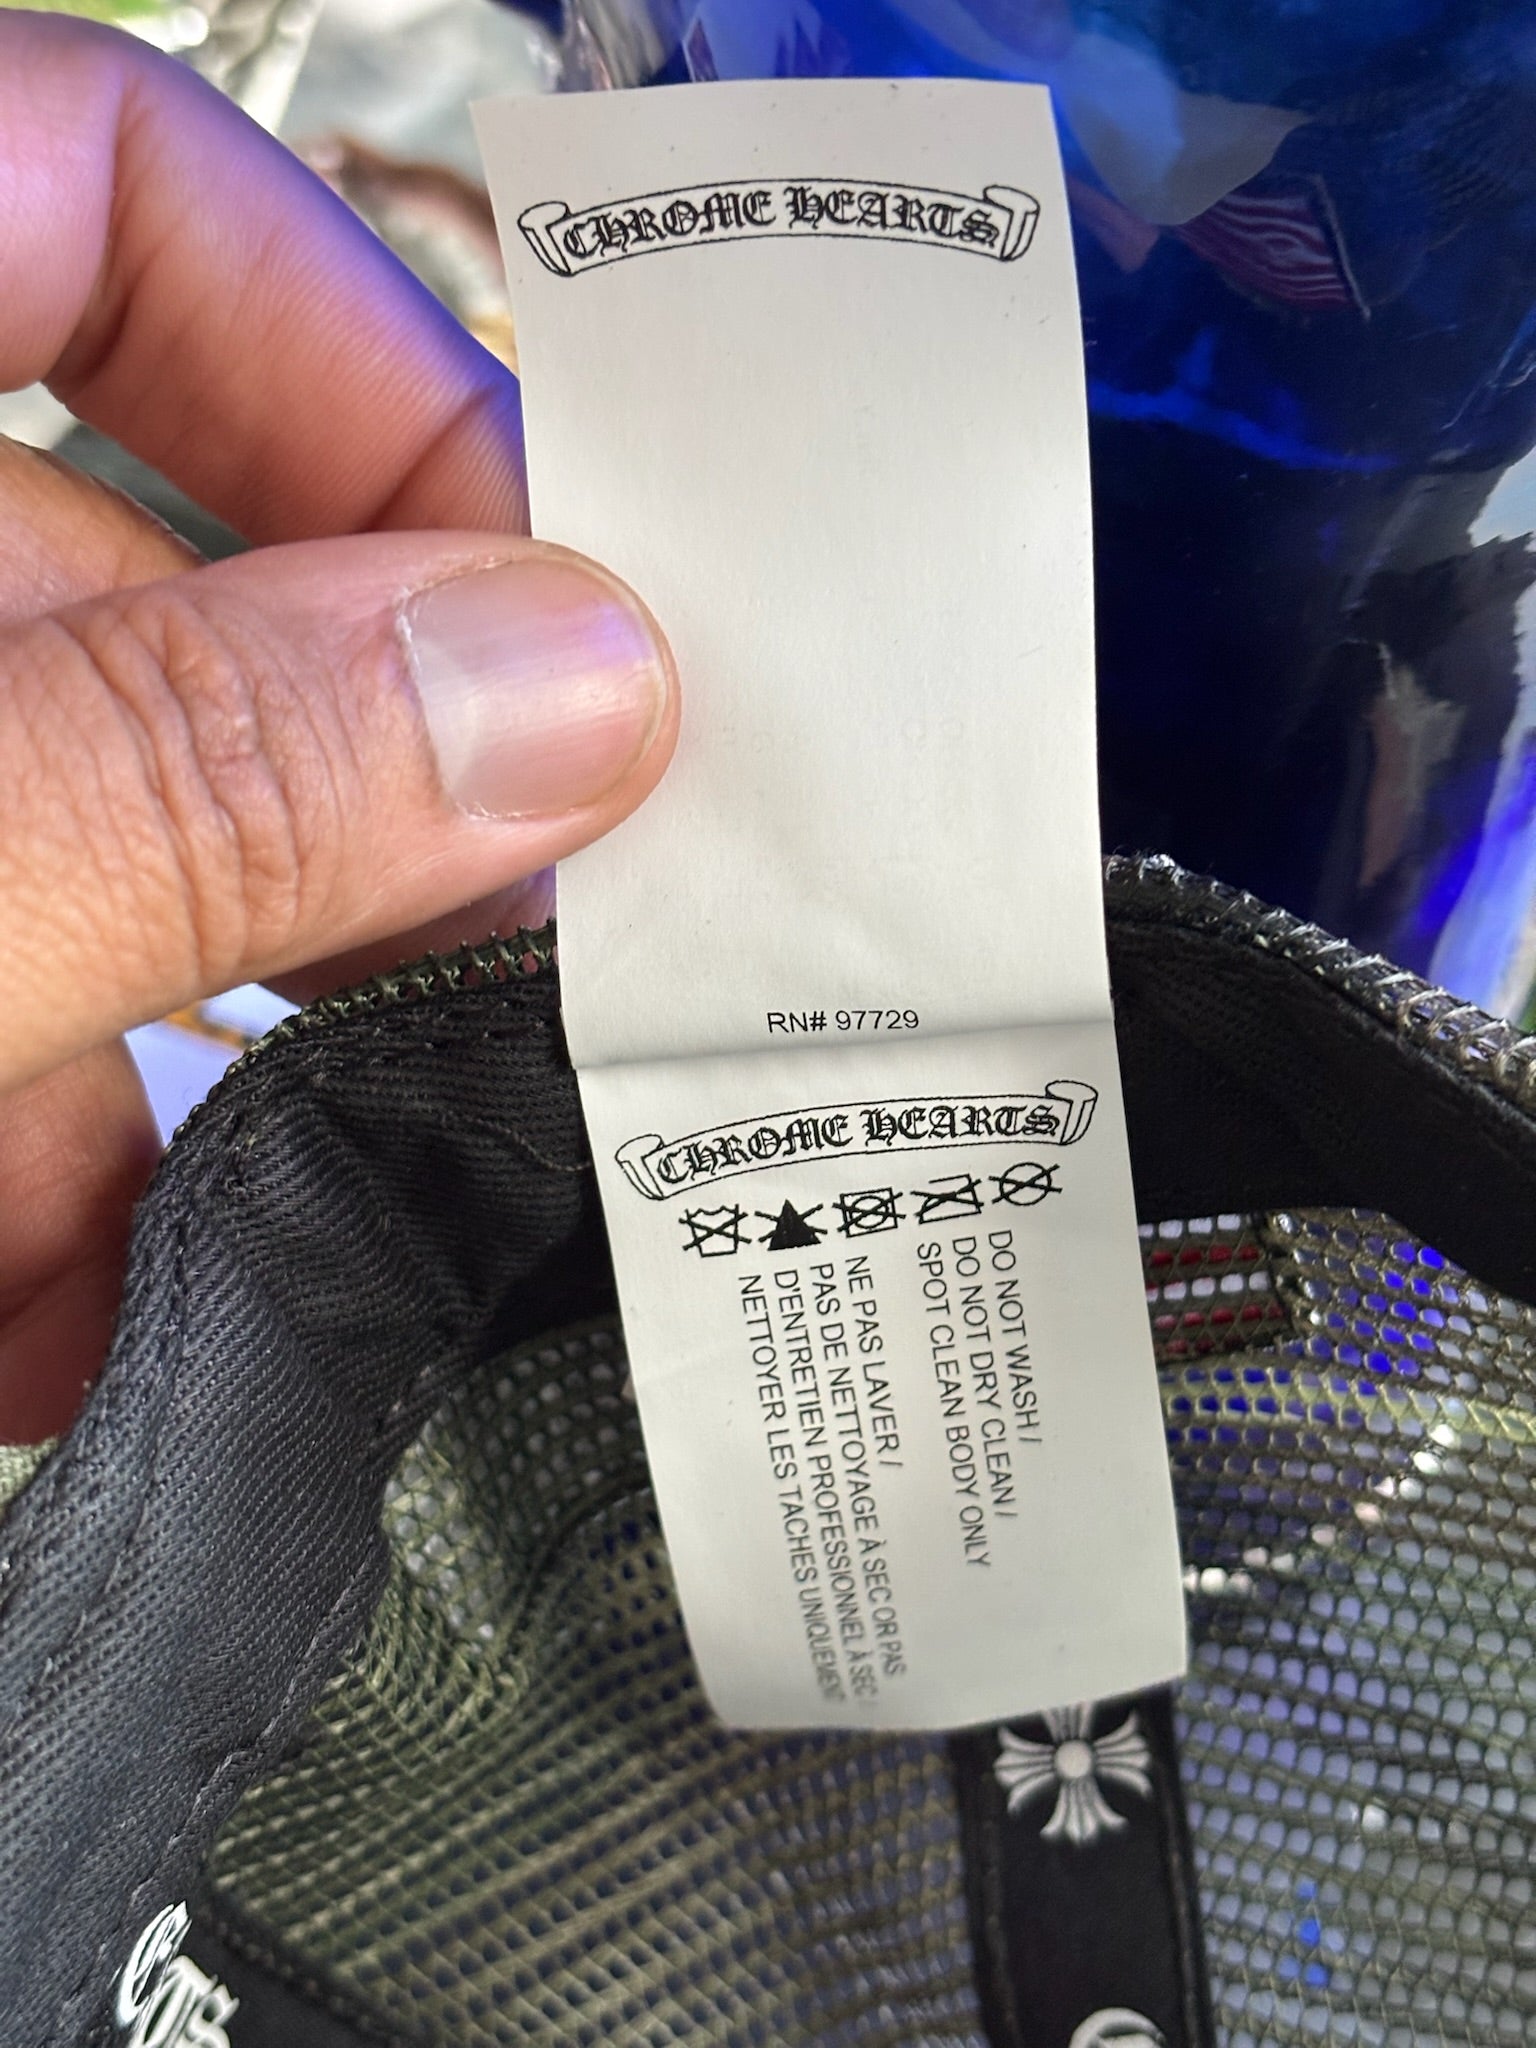 CHROME HEARTS
RN# 97729
CHROME HEARTS
DO NOT WASH /
DO NOT DRY CLEAN /
SPOT CLEAN BODY ONLY
NE PAS LAVER /
PAS DE NETTOYAGE À SEC OR PAS
D'ENTRETIEN PROFESSIONNEL À SEC /
NETTOYER LES TACHES UNIQUEMENT